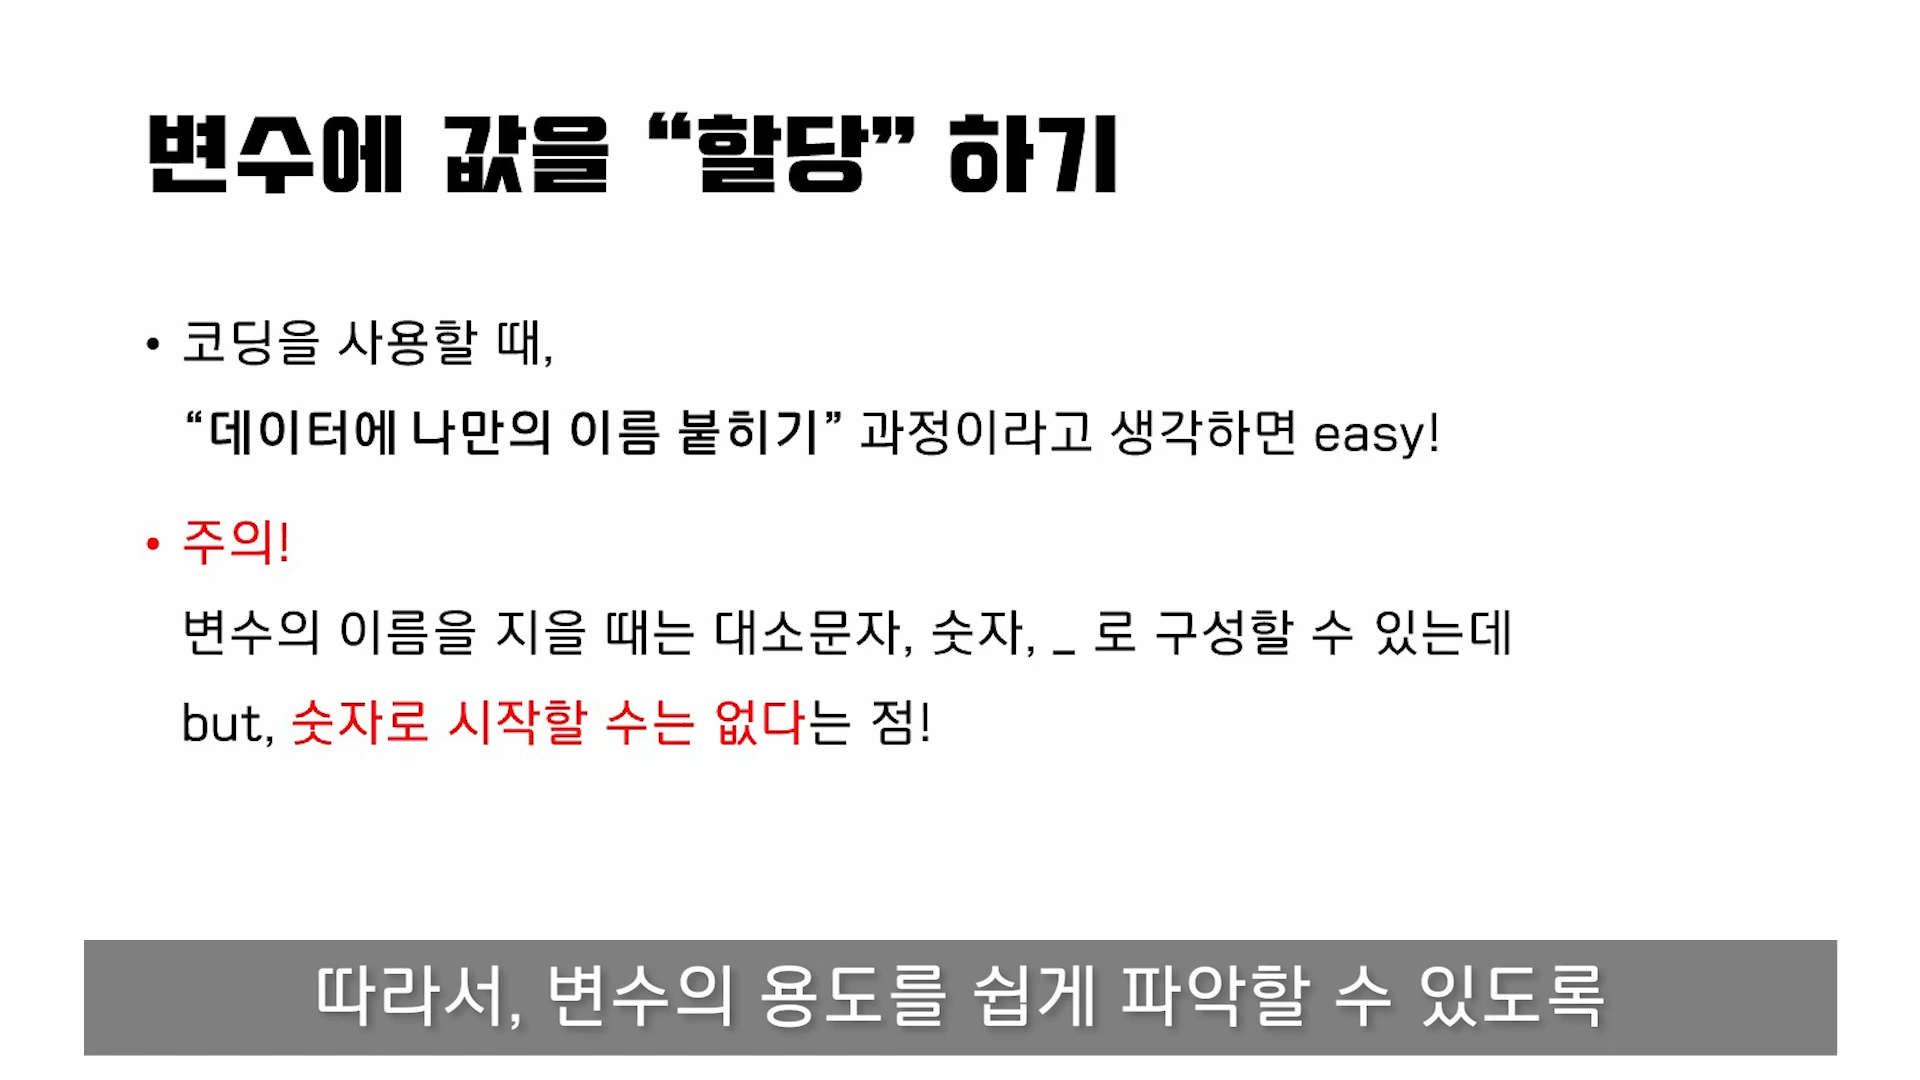 변수에 값을 “할당” 하기
• 코딩을 사용할 때,
“데이터에 나만의 이름 붙히기” 과정이라고 생각하면 easy!
• 주의!
변수의 이름을 지을 때는 대소문자, 숫자, _ 로 구성할 수 있는데
but, 숫자로 시작할 수는 없다는 점!
따라서, 변수의 용도를 쉽게 파악할 수 있도록